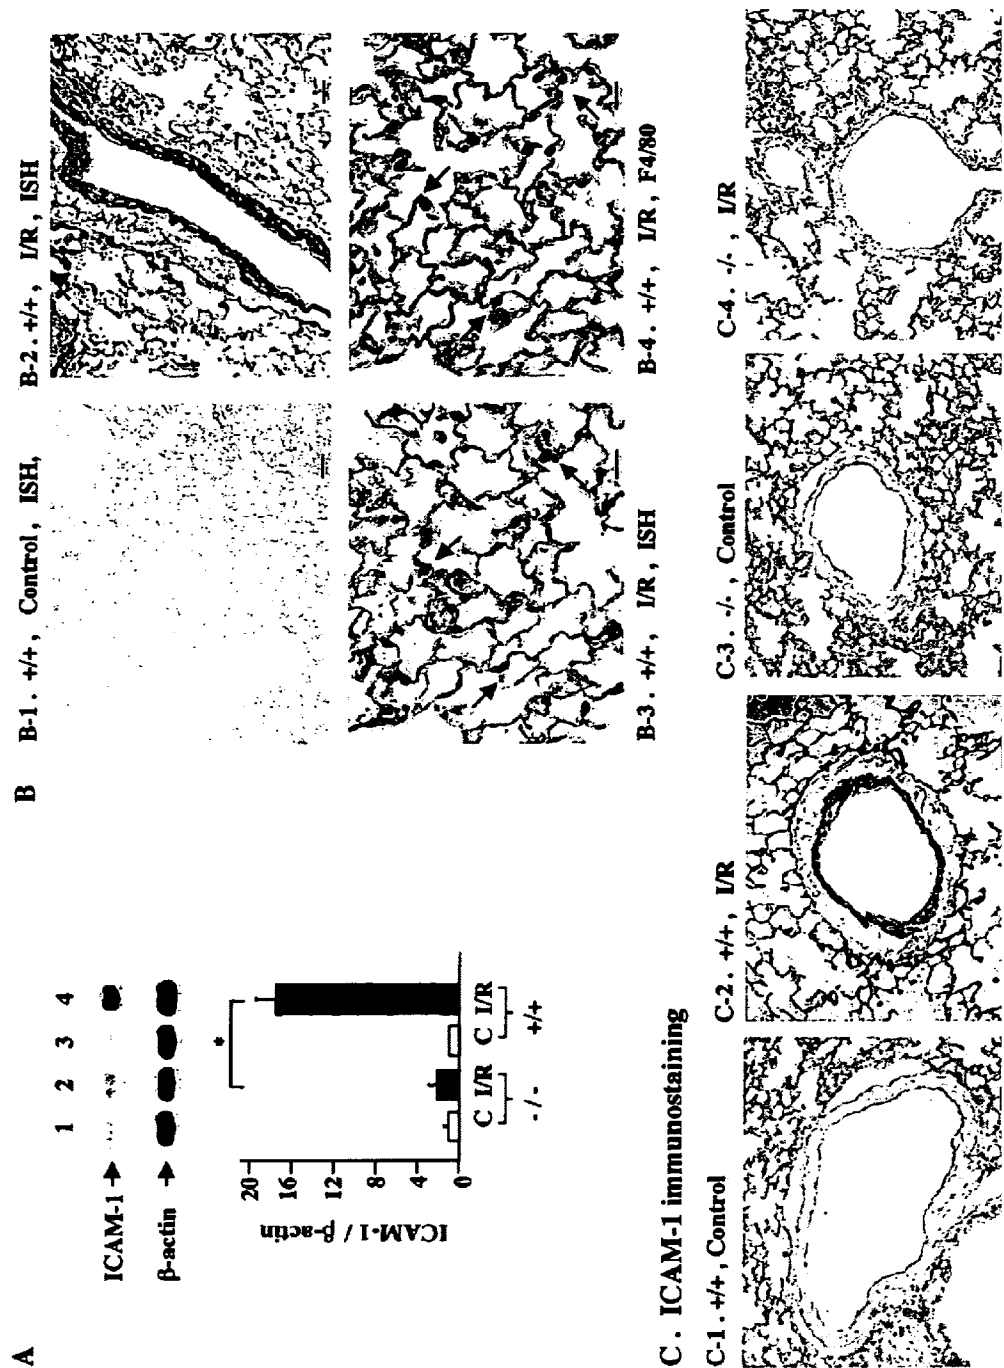 A
1 2 3 4
ICAM-1 →
β-actin →
ICAM-1 / β-actin
20
16
12
8
4
0
*
C I/R C I/R
-/- +/+
B
B-1. +/+, Control, ISH,
B-2. +/+, I/R, ISH
B-3. +/+, I/R, ISH
B-4. +/+, I/R, F4/80
C. ICAM-1 immunostaining
C-1. +/+, Control
C-2. +/+, I/R
C-3. -/-, Control
C-4. -/-, I/R